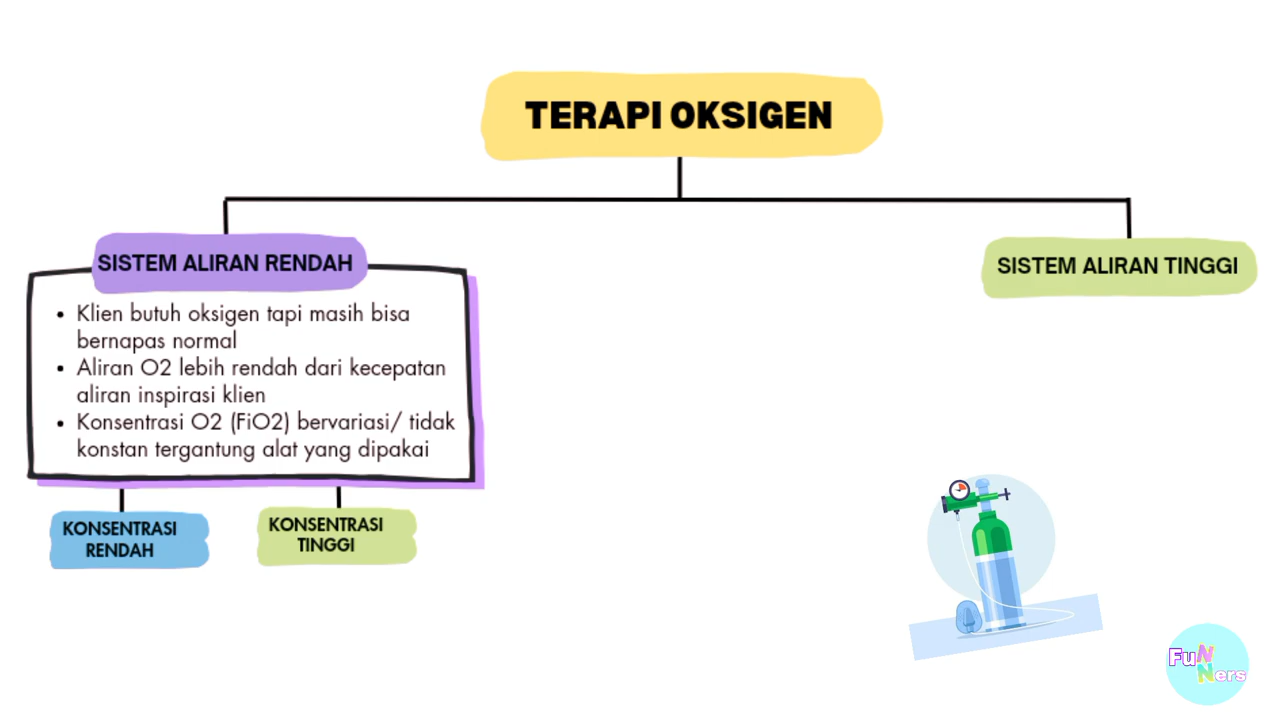 TERAPI OKSIGEN
SISTEM ALIRAN RENDAH
SISTEM ALIRAN TINGGI
• Klien butuh oksigen tapi masih bisa
bernapas normal
• Aliran O2 lebih rendah dari kecepatan
aliran inspirasi klien
• Konsentrasi O2 (FiO2) bervariasi/ tidak
konstan tergantung alat yang dipakai
KONSENTRASI
RENDAH
KONSENTRASI
TINGGI
FuN
Ners